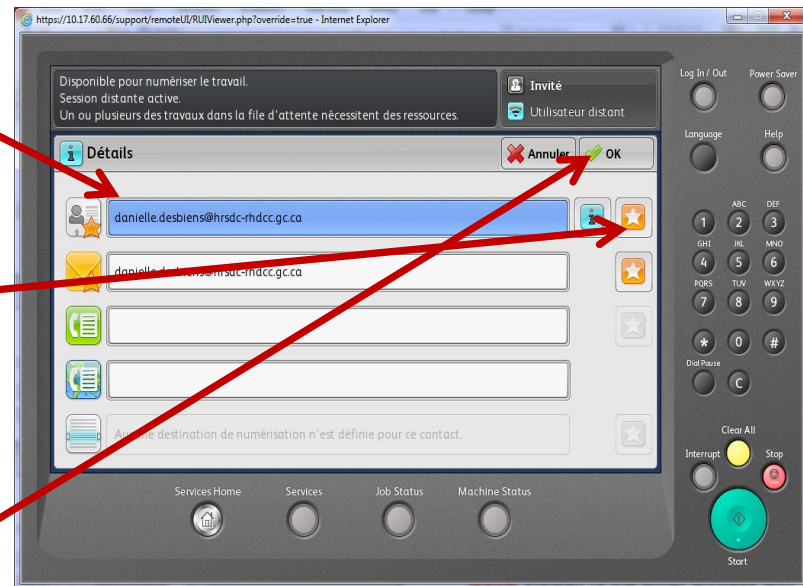 https://10.17.60.66/support/remoteUI/RUIViewer.php?override=true - Internet Explorer
Disponible pour numériser le travail.
Session distante active.
Un ou plusieurs des travaux dans la file d'attente nécessitent des ressources.
Invité
Utilisateur distant
Détails
Annuler
OK
danielle.desbiens@hrsdc-rhdcc.gc.ca
danielle.desbiens@hrsdc-rhdcc.gc.ca
Aucune destination de numérisation n'est définie pour ce contact.
Services Home
Services
Job Status
Machine Status
Log In / Out
Power Saver
Language
Help
ABC
DEF
1
2
3
GHI
JKL
MNO
4
5
6
PQRS
TUV
WXYZ
7
8
9
*
0
#
Dial Pause
C
Clear All
Interrupt
Stop
Start